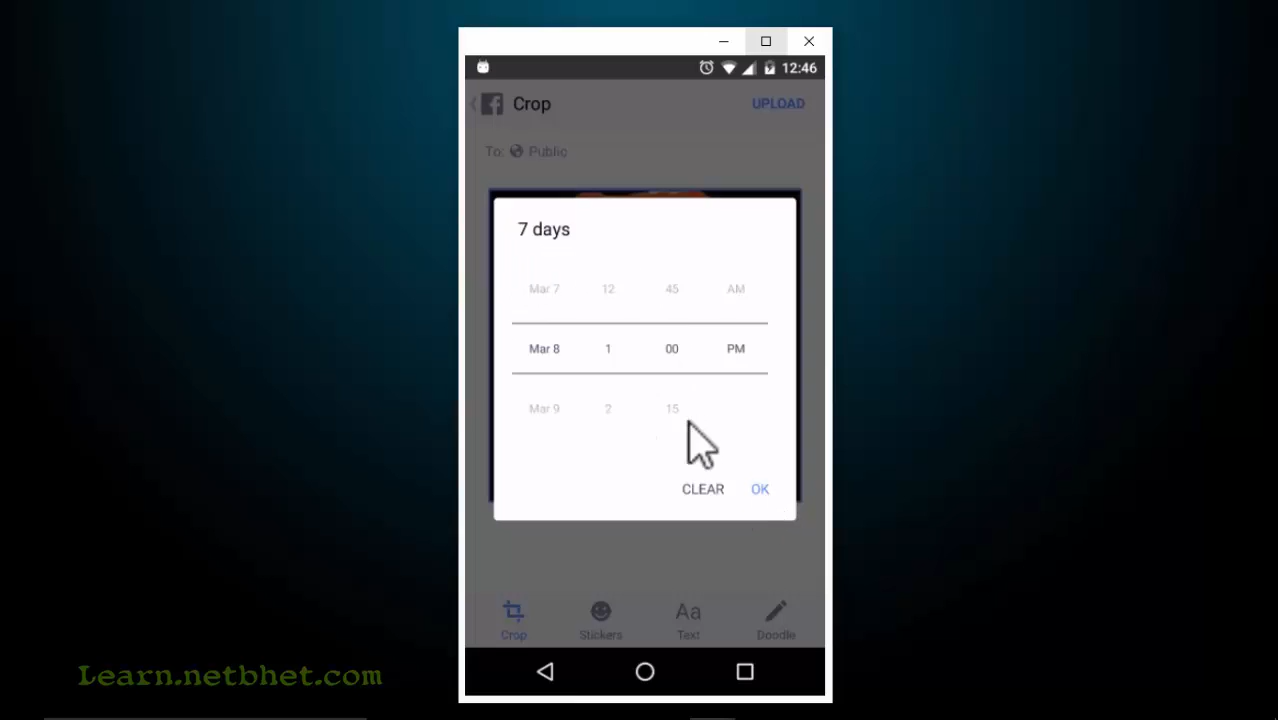 12:46
Crop UPLOAD
To: Public
7 days
Mar 7 12 45 AM
Mar 8 1 00 PM
Mar 9 2 15
CLEAR OK
Aa
Crop Stickers Text Doodle
Learn.netbhet.com